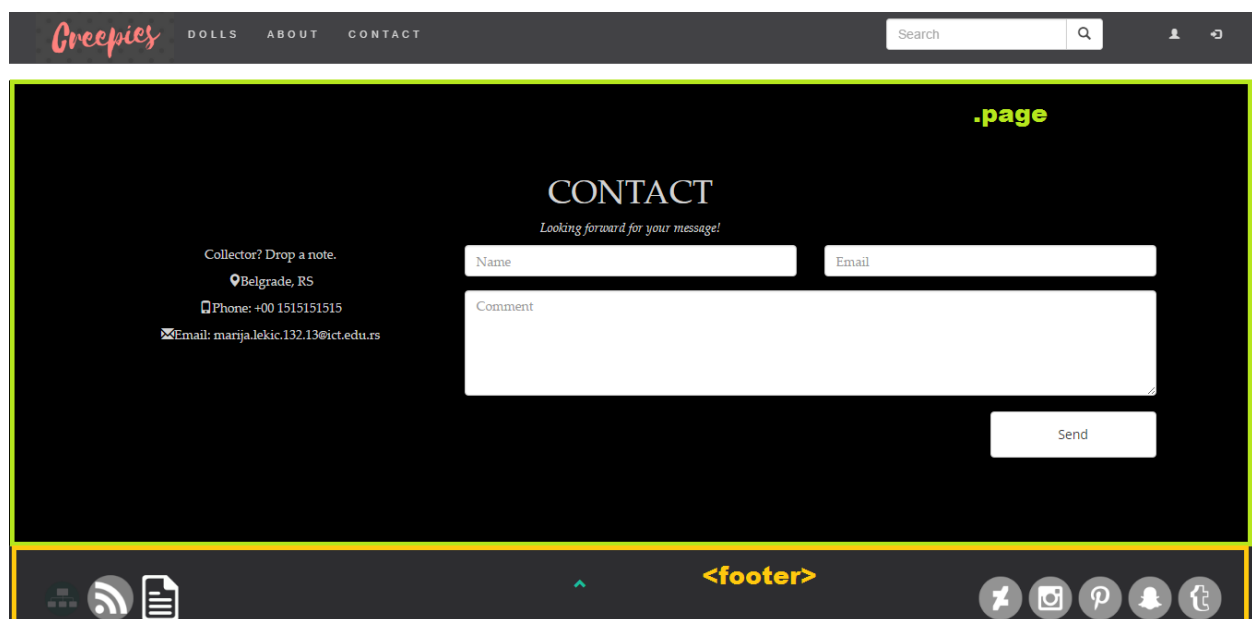 Creepies DOLLS ABOUT CONTACT Search
.page
CONTACT
Looking forward for your message!
Collector? Drop a note.
Belgrade, RS
Phone: +00 1515151515
Email: marija.lekic.132.13@ict.edu.rs
Name Email
Comment
Send
<footer>